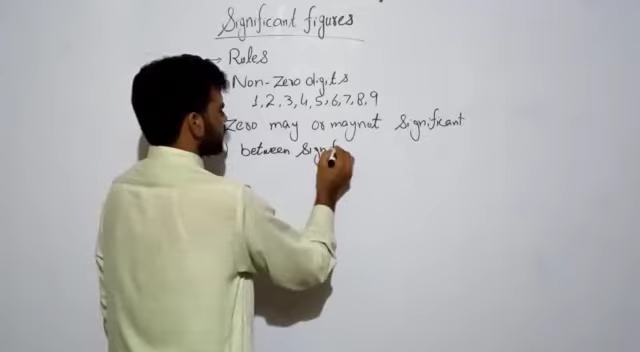 Significant figures
→ Rules
Non-Zero digits
1,2,3,4,5,6,7,8,9
Zero may or maynot significant
between signf